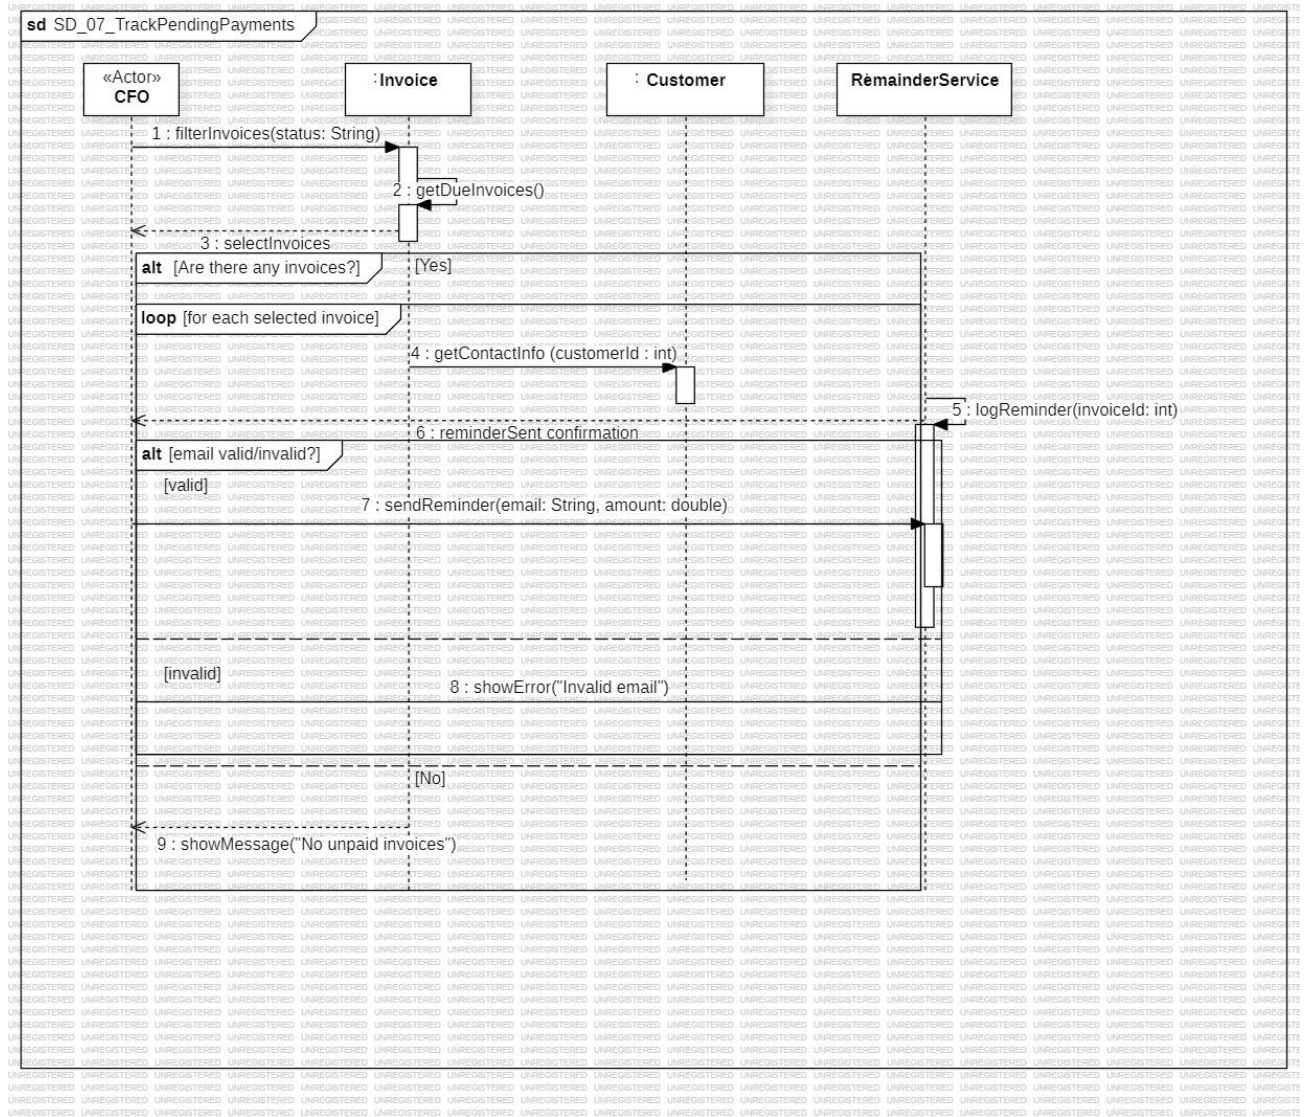 sd SD_07_TrackPendingPayments
«Actor»
CFO
: Invoice
: Customer
RemainderService
1 : filterInvoices(status: String)
2 : getDueInvoices()
3 : selectInvoices
alt [Are there any invoices?]
[Yes]
loop [for each selected invoice]
4 : getContactInfo (customerId : int)
5 : logReminder(invoiceId: int)
6 : reminderSent confirmation
alt [email valid/invalid?]
[valid]
7 : sendReminder(email: String, amount: double)
[invalid]
8 : showError("Invalid email")
[No]
9 : showMessage("No unpaid invoices")
UNREGISTERED